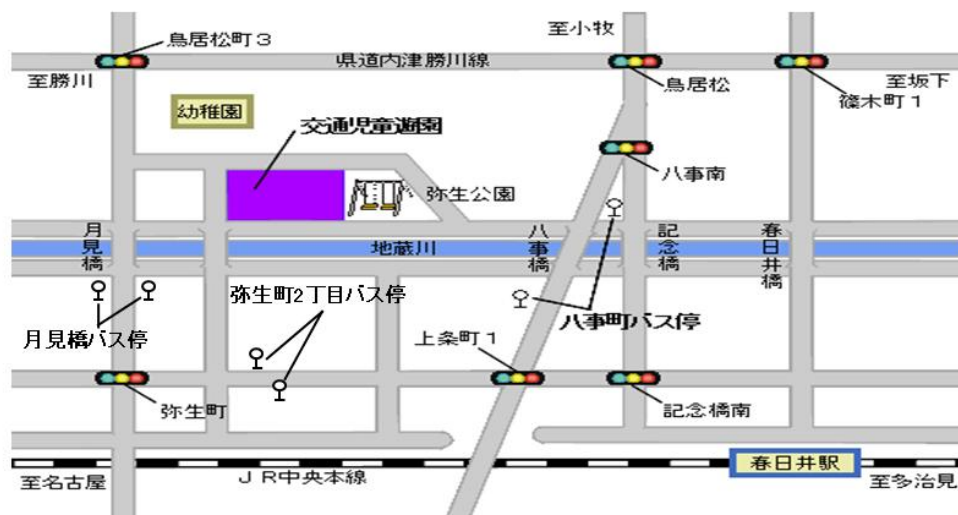 鳥居松町３
至小牧
県道内津勝川線
至勝川
鳥居松
至坂下
篠木町１
幼稚園
交通児童遊園
八事南
弥生公園
月見橋
地蔵川
八事橋
記念橋
春日井橋
弥生町2丁目バス停
月見橋バス停
八事町バス停
上条町１
弥生町
記念橋南
春日井駅
至名古屋
ＪＲ中央本線
至多治見